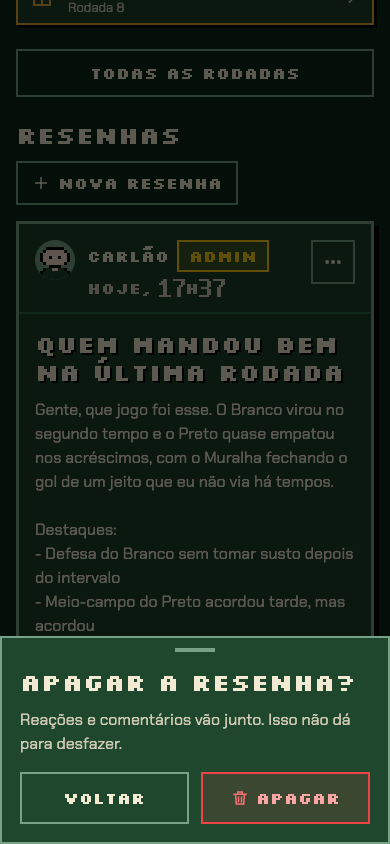 Rodada 8
TODAS AS RODADAS
RESENHAS
+ NOVA RESENHA
CARLÃO ADMIN
HOJE, 17H37
...
QUEM MANDOU BEM
NA ÚLTIMA RODADA
Gente, que jogo foi esse. O Branco virou no
segundo tempo e o Preto quase empatou
nos acréscimos, com o Muralha fechando o
gol de um jeito que eu não via há tempos.
Destaques:
- Defesa do Branco sem tomar susto depois
do intervalo
- Meio-campo do Preto acordou tarde, mas
acordou
APAGAR A RESENHA?
Reações e comentários vão junto. Isso não dá
para desfazer.
VOLTAR
APAGAR